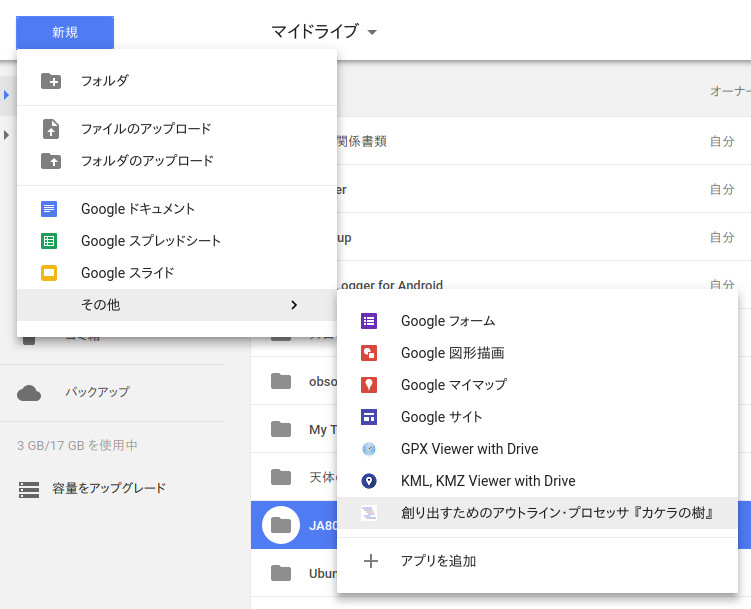 新規
マイドライブ
フォルダ
ファイルのアップロード
フォルダのアップロード
Google ドキュメント
Google スプレッドシート
Google スライド
その他
バックアップ
3 GB/17 GB を使用中
容量をアップグレード
オーナー
関係書類
自分
er
自分
up
自分
ogger for Android
自分
obso
My T
天体
JA80
Ubun
Google フォーム
Google 図形描画
Google マイマップ
Google サイト
GPX Viewer with Drive
KML, KMZ Viewer with Drive
創り出すためのアウトライン・プロセッサ『カケラの樹』
アプリを追加